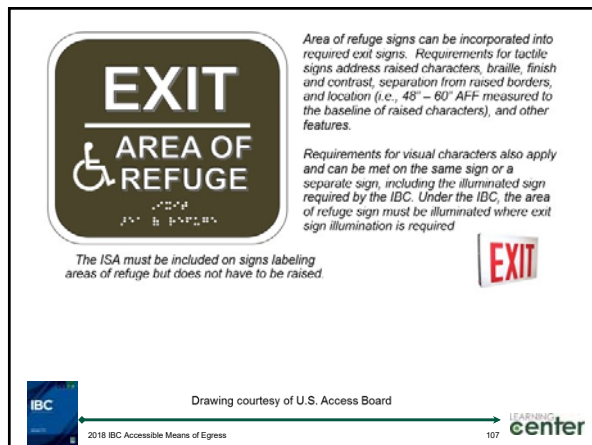 EXIT
AREA OF
REFUGE
Area of refuge signs can be incorporated into
required exit signs.  Requirements for tactile
signs address raised characters, braille, finish
and contrast, separation from raised borders,
and location (i.e., 48" – 60" AFF measured to
the baseline of raised characters), and other
features.
Requirements for visual characters also apply
and can be met on the same sign or a
separate sign, including the illuminated sign
required by the IBC. Under the IBC, the area
of refuge sign must be illuminated where exit
sign illumination is required
EXIT
The ISA must be included on signs labeling
areas of refuge but does not have to be raised.
Drawing courtesy of U.S. Access Board
IBC
2018 IBC Accessible Means of Egress
107
LEARNING
center